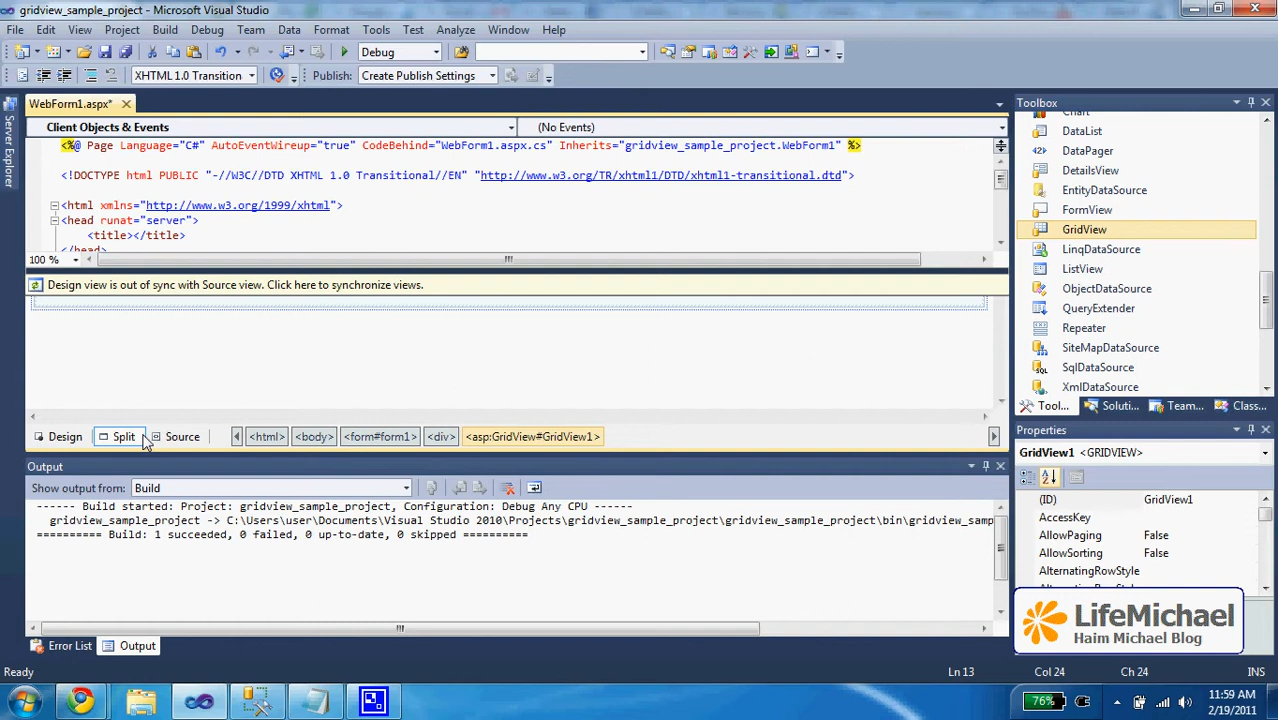 gridview_sample_project - Microsoft Visual Studio
File Edit View Project Build Debug Team Data Format Tools Test Analyze Window Help
Debug
XHTML 1.0 Transition Publish: Create Publish Settings
Server Explorer
WebForm1.aspx*
Client Objects & Events (No Events)
<%@ Page Language="C#" AutoEventWireup="true" CodeBehind="WebForm1.aspx.cs" Inherits="gridview_sample_project.WebForm1" %>
<!DOCTYPE html PUBLIC "-//W3C//DTD XHTML 1.0 Transitional//EN" "http://www.w3.org/TR/xhtml1/DTD/xhtml1-transitional.dtd">
<html xmlns="http://www.w3.org/1999/xhtml">
<head runat="server">
<title></title>
</head>
100 %
Design view is out of sync with Source view. Click here to synchronize views.
Design Split Source <html> <body> <form#form1> <div> <asp:GridView#GridView1>
Output
Show output from: Build
------ Build started: Project: gridview_sample_project, Configuration: Debug Any CPU ------
gridview_sample_project -> C:\Users\user\Documents\Visual Studio 2010\Projects\gridview_sample_project\gridview_sample_project\bin\gridview_samp
========== Build: 1 succeeded, 0 failed, 0 up-to-date, 0 skipped ==========
Error List Output
Toolbox
Chart
DataList
DataPager
DetailsView
EntityDataSource
FormView
GridView
LinqDataSource
ListView
ObjectDataSource
QueryExtender
Repeater
SiteMapDataSource
SqlDataSource
XmlDataSource
Tool... Soluti... Team... Class...
Properties
GridView1 <GRIDVIEW>
(ID) GridView1
AccessKey
AllowPaging False
AllowSorting False
AlternatingRowStyle
LifeMichael
Haim Michael Blog
Ready Ln 13 Col 24 Ch 24 INS
76% 11:59 AM
2/19/2011